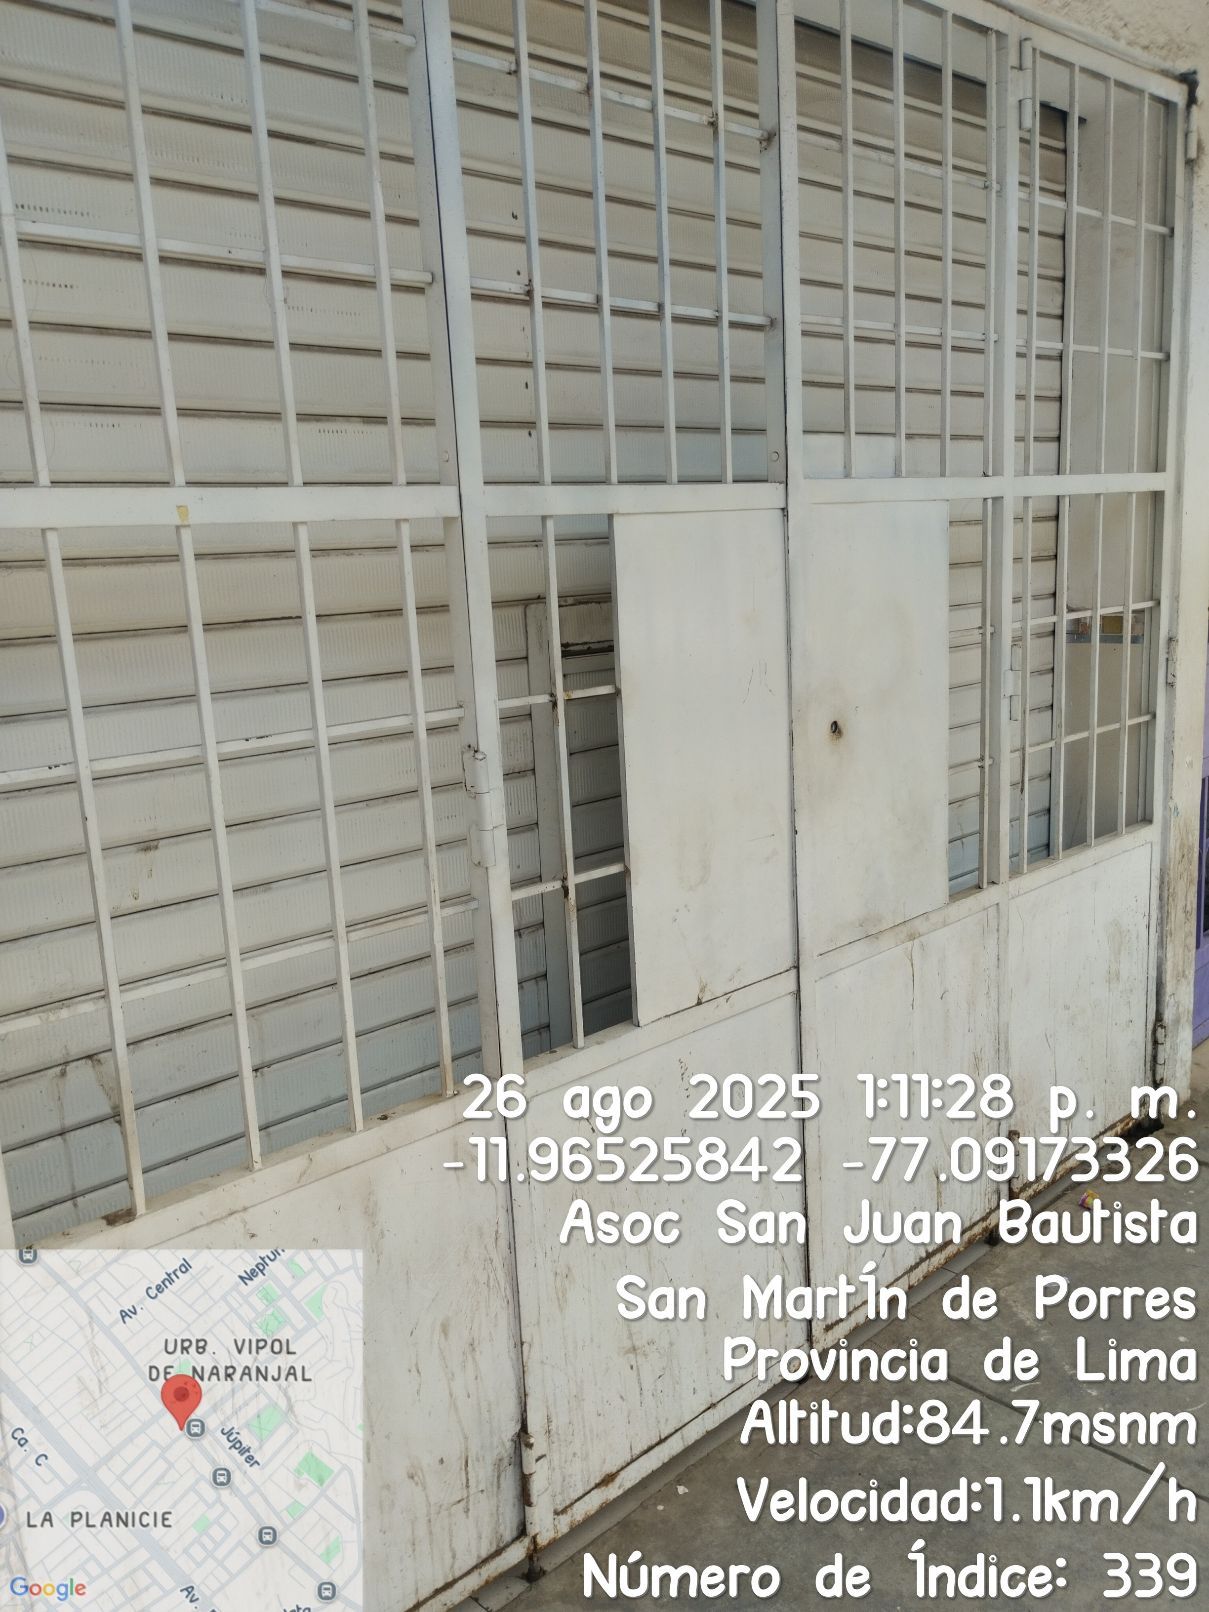 26 ago 2025 1:11:28 p. m.
-11.96525842 -77.09173326
Asoc San Juan Bautista
San Martín de Porres
Provincia de Lima
Altitud:84.7msnm
Velocidad:1.1km/h
Número de Índice: 339
Av. Central
URB. VIPOL
DE NARANJAL
Júpiter
Ca. C
LA PLANICIE
Google
Av.